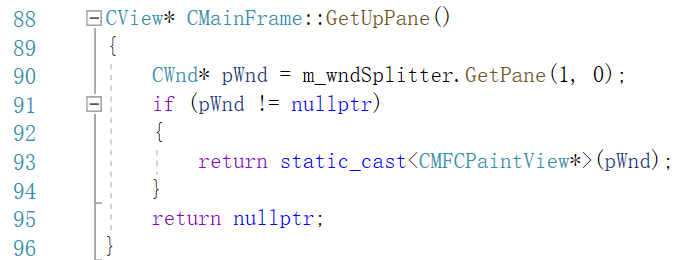 88 CView* CMainFrame::GetUpPane()
89 {
90 CWnd* pWnd = m_wndSplitter.GetPane(1, 0);
91 if (pWnd != nullptr)
92 {
93 return static_cast<CMFCPaintView*>(pWnd);
94 }
95 return nullptr;
96 }